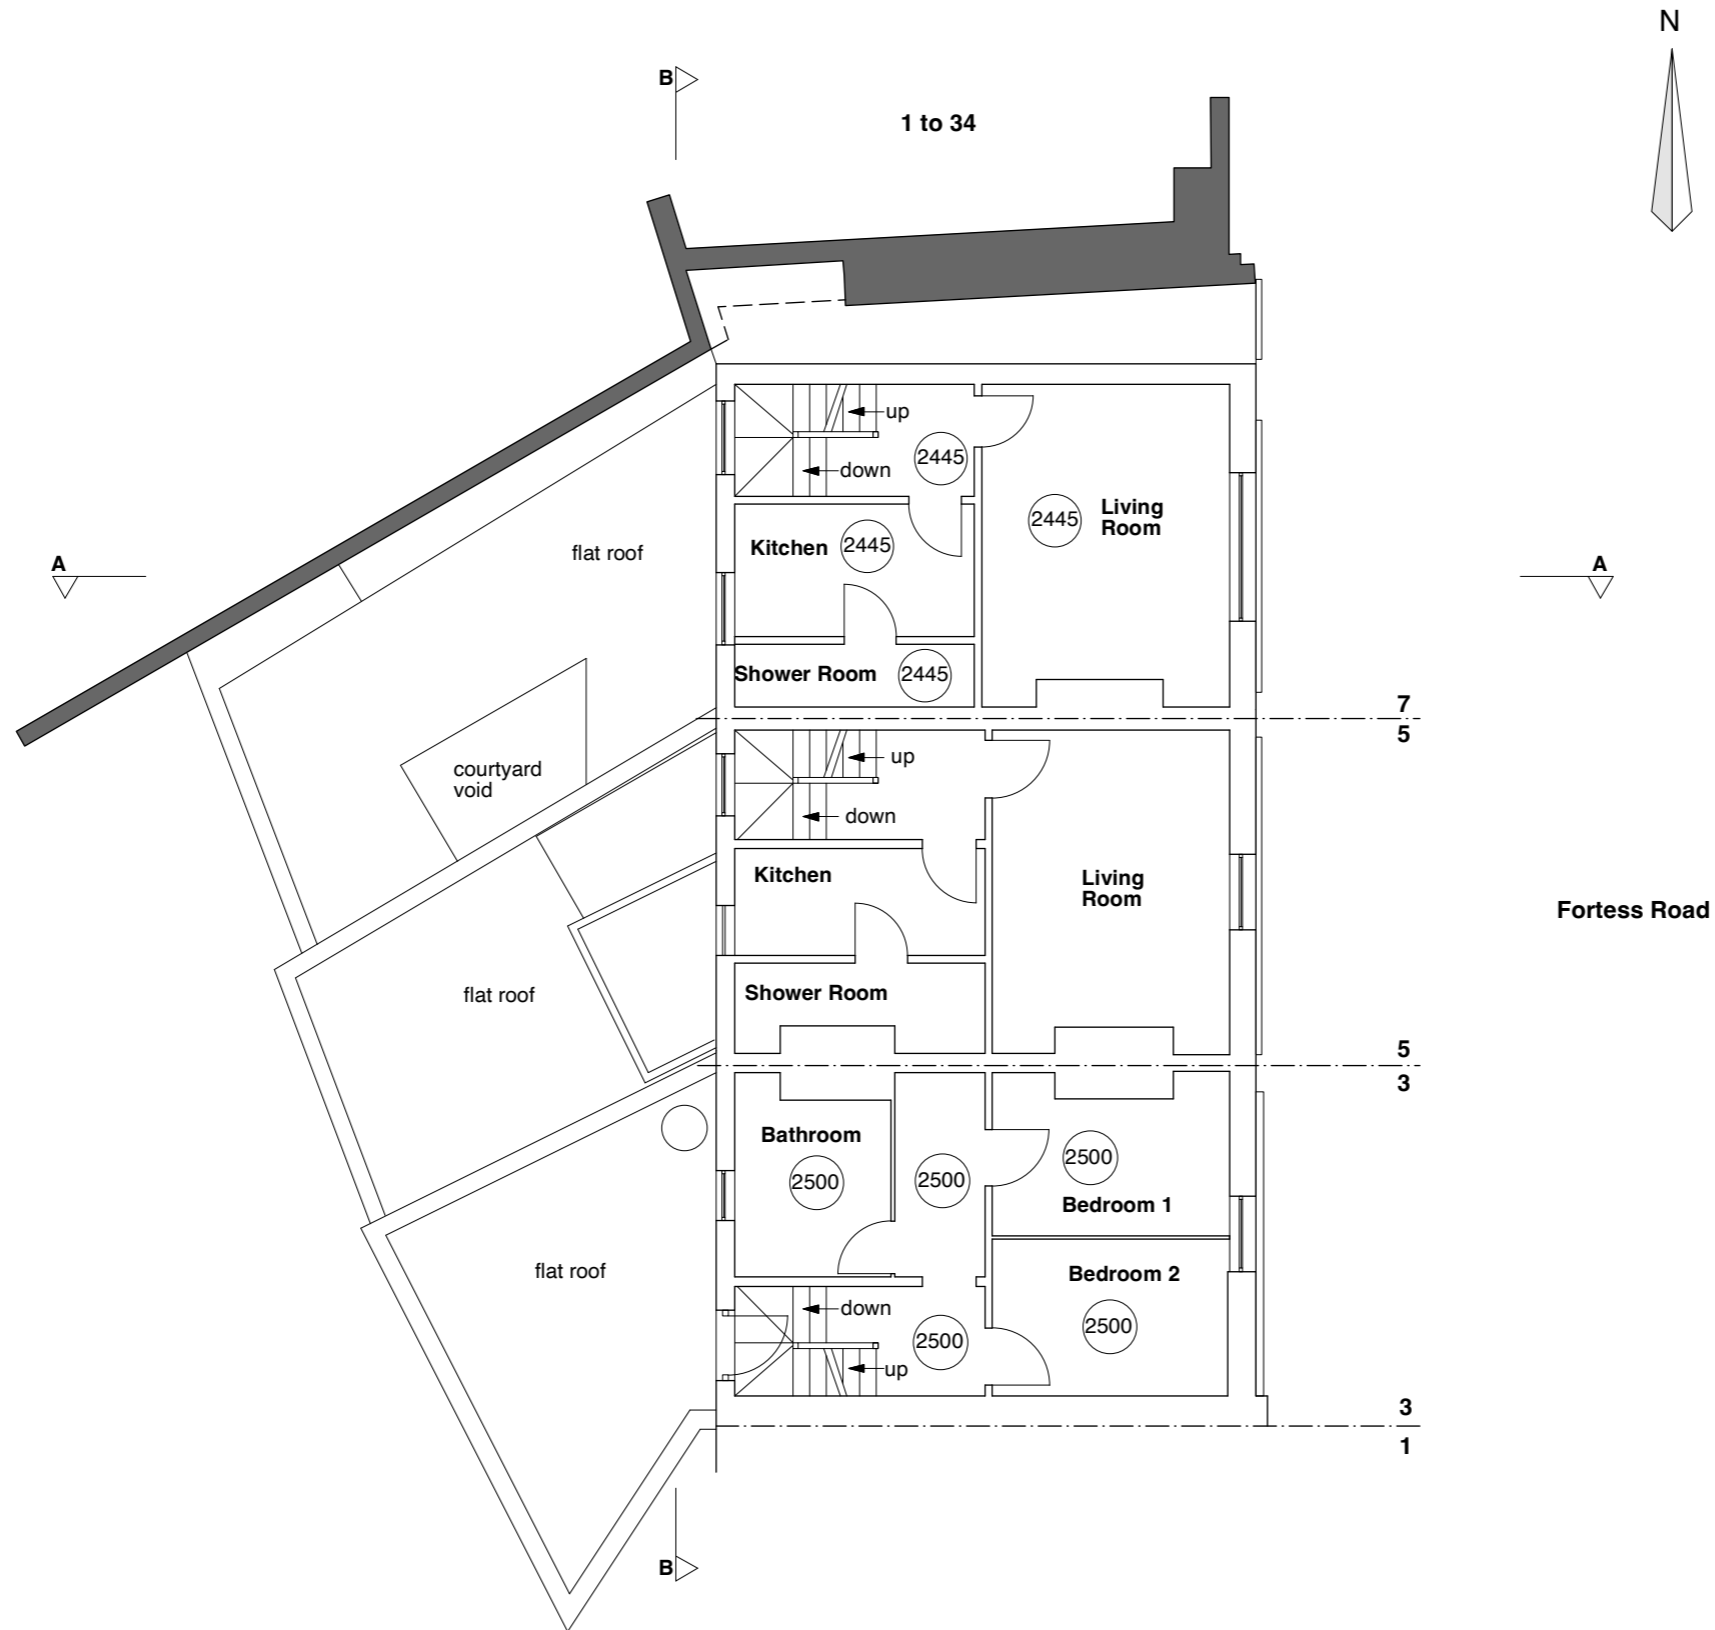 N
B
1 to 34
up
2445
down
Living
Room
2445
Kitchen
2445
flat roof
A
A
Shower Room
2445
7
5
up
courtyard
void
down
Kitchen
Living
Room
Fortess Road
Shower Room
flat roof
5
3
Bathroom
2500
2500
2500
Bedroom 1
flat roof
Bedroom 2
down
2500
2500
up
3
1
B